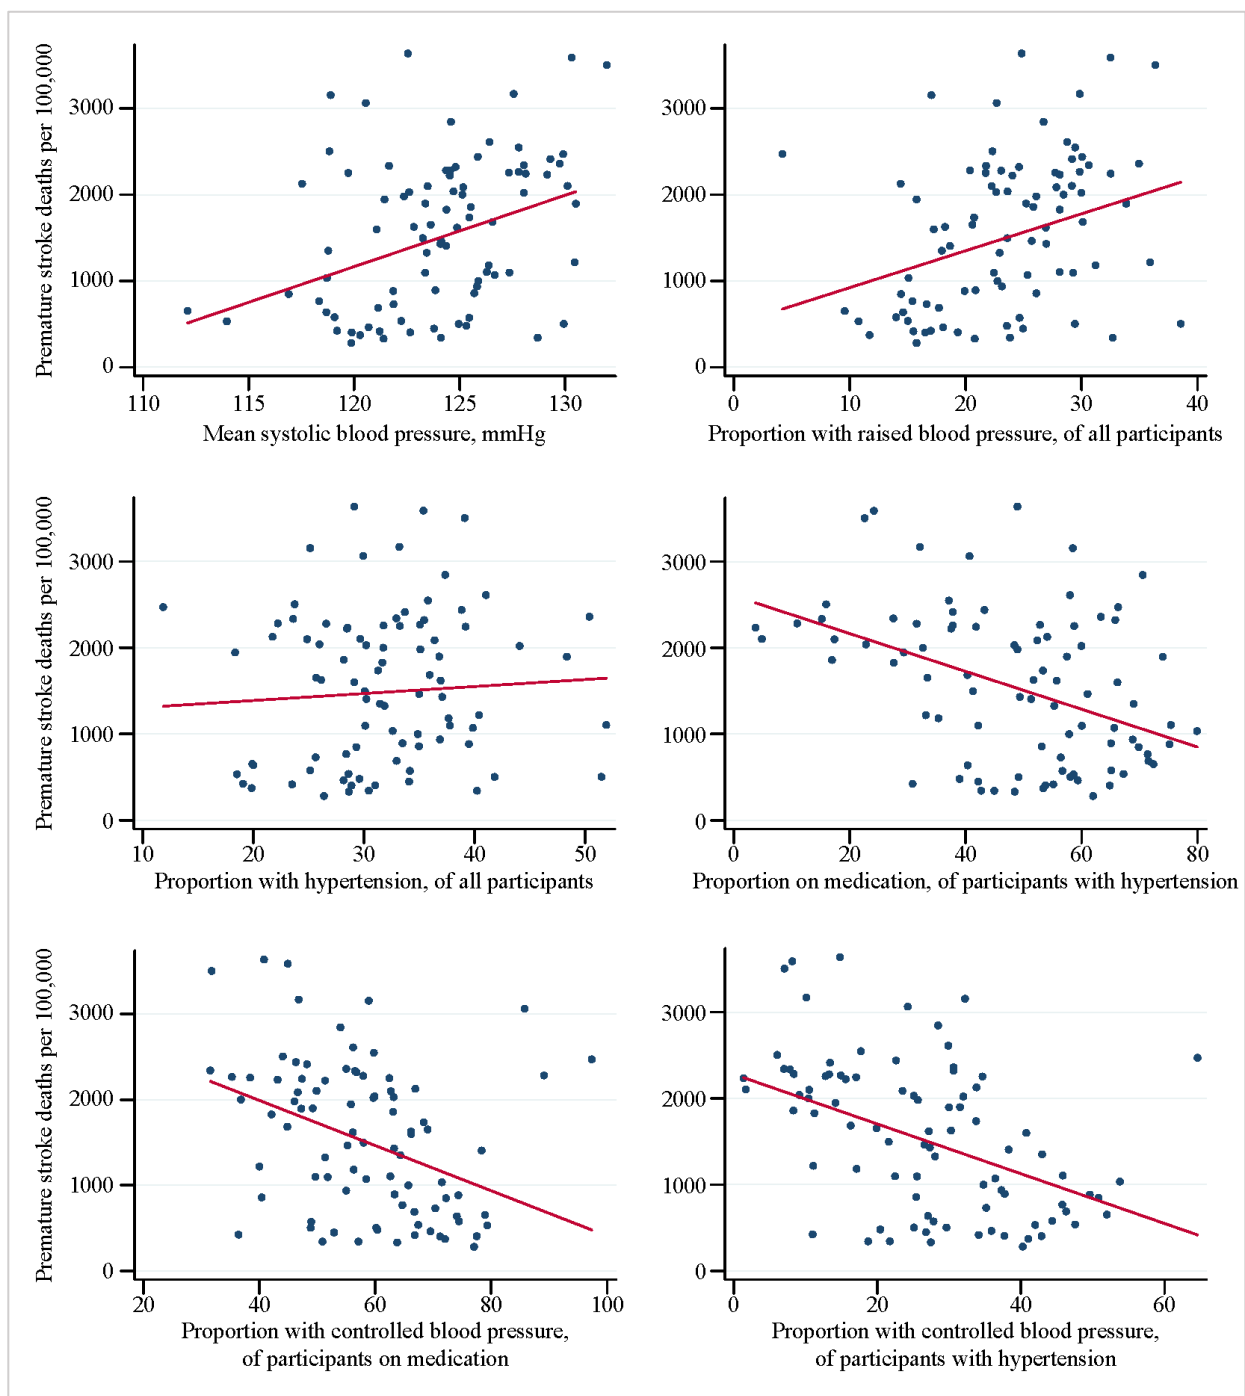 Premature stroke deaths per 100,000
3000
2000
1000
0
110 115 120 125 130
Mean systolic blood pressure, mmHg
3000
2000
1000
0
0 10 20 30 40
Proportion with raised blood pressure, of all participants
Premature stroke deaths per 100,000
3000
2000
1000
0
10 20 30 40 50
Proportion with hypertension, of all participants
3000
2000
1000
0
0 20 40 60 80
Proportion on medication, of participants with hypertension
Premature stroke deaths per 100,000
3000
2000
1000
0
20 40 60 80 100
Proportion with controlled blood pressure,
of participants on medication
3000
2000
1000
0
0 20 40 60
Proportion with controlled blood pressure,
of participants with hypertension